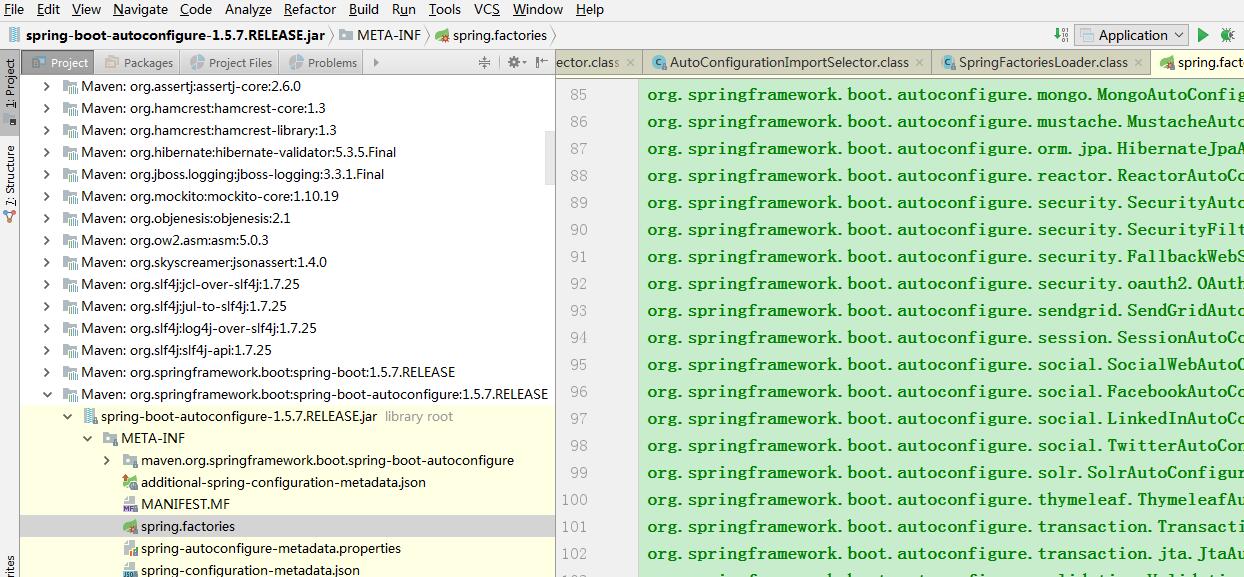 File Edit View Navigate Code Analyze Refactor Build Run Tools VCS Window Help
spring-boot-autoconfigure-1.5.7.RELEASE.jar META-INF spring.factories Application
Project Packages Project Files Problems
ector.class AutoConfigurationImportSelector.class SpringFactoriesLoader.class spring.facto
1: Project
7: Structure
rites
Maven: org.assertj:assertj-core:2.6.0
Maven: org.hamcrest:hamcrest-core:1.3
Maven: org.hamcrest:hamcrest-library:1.3
Maven: org.hibernate:hibernate-validator:5.3.5.Final
Maven: org.jboss.logging:jboss-logging:3.3.1.Final
Maven: org.mockito:mockito-core:1.10.19
Maven: org.objenesis:objenesis:2.1
Maven: org.ow2.asm:asm:5.0.3
Maven: org.skyscreamer:jsonassert:1.4.0
Maven: org.slf4j:jcl-over-slf4j:1.7.25
Maven: org.slf4j:jul-to-slf4j:1.7.25
Maven: org.slf4j:log4j-over-slf4j:1.7.25
Maven: org.slf4j:slf4j-api:1.7.25
Maven: org.springframework.boot:spring-boot:1.5.7.RELEASE
Maven: org.springframework.boot:spring-boot-autoconfigure:1.5.7.RELEASE
spring-boot-autoconfigure-1.5.7.RELEASE.jar library root
META-INF
maven.org.springframework.boot.spring-boot-autoconfigure
additional-spring-configuration-metadata.json
MANIFEST.MF
spring.factories
spring-autoconfigure-metadata.properties
spring-configuration-metadata.json
85 org.springframework.boot.autoconfigure.mongo.MongoAutoConfig
86 org.springframework.boot.autoconfigure.mustache.MustacheAuto
87 org.springframework.boot.autoconfigure.orm.jpa.HibernateJpaA
88 org.springframework.boot.autoconfigure.reactor.ReactorAutoCo
89 org.springframework.boot.autoconfigure.security.SecurityAuto
90 org.springframework.boot.autoconfigure.security.SecurityFilt
91 org.springframework.boot.autoconfigure.security.FallbackWebS
92 org.springframework.boot.autoconfigure.security.oauth2.OAuth
93 org.springframework.boot.autoconfigure.sendgrid.SendGridAuto
94 org.springframework.boot.autoconfigure.session.SessionAutoCo
95 org.springframework.boot.autoconfigure.social.SocialWebAutoC
96 org.springframework.boot.autoconfigure.social.FacebookAutoCo
97 org.springframework.boot.autoconfigure.social.LinkedInAutoCo
98 org.springframework.boot.autoconfigure.social.TwitterAutoCon
99 org.springframework.boot.autoconfigure.solr.SolrAutoConfigur
100 org.springframework.boot.autoconfigure.thymeleaf.ThymeleafAu
101 org.springframework.boot.autoconfigure.transaction.Transacti
102 org.springframework.boot.autoconfigure.transaction.jta.JtaAu